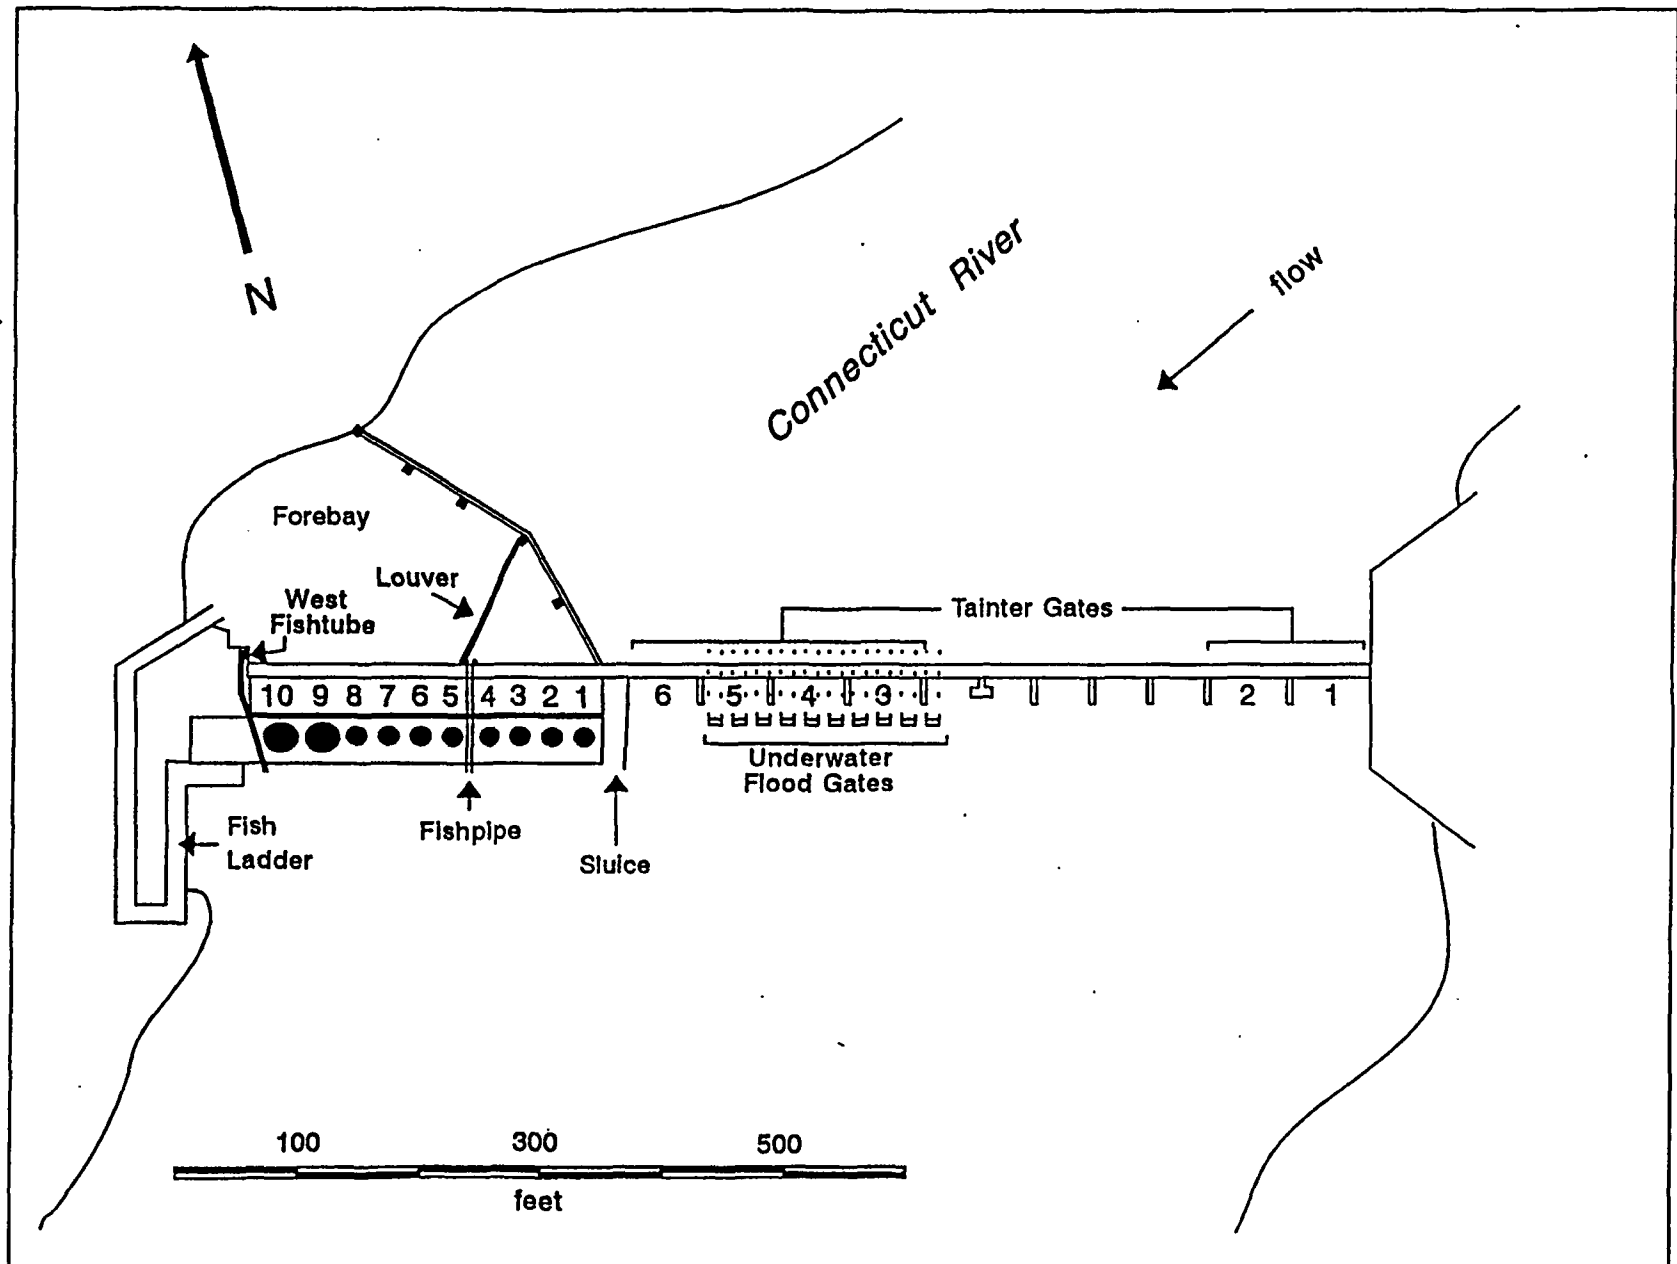 N
Connecticut River
flow
Forebay
Louver
West
Fishtube
Tainter Gates
10 9 8 7 6 5 4 3 2 1
6 5 4 3 2 1
Underwater
Flood Gates
Fish
Ladder
Fishpipe
Sluice
100 300 500
feet